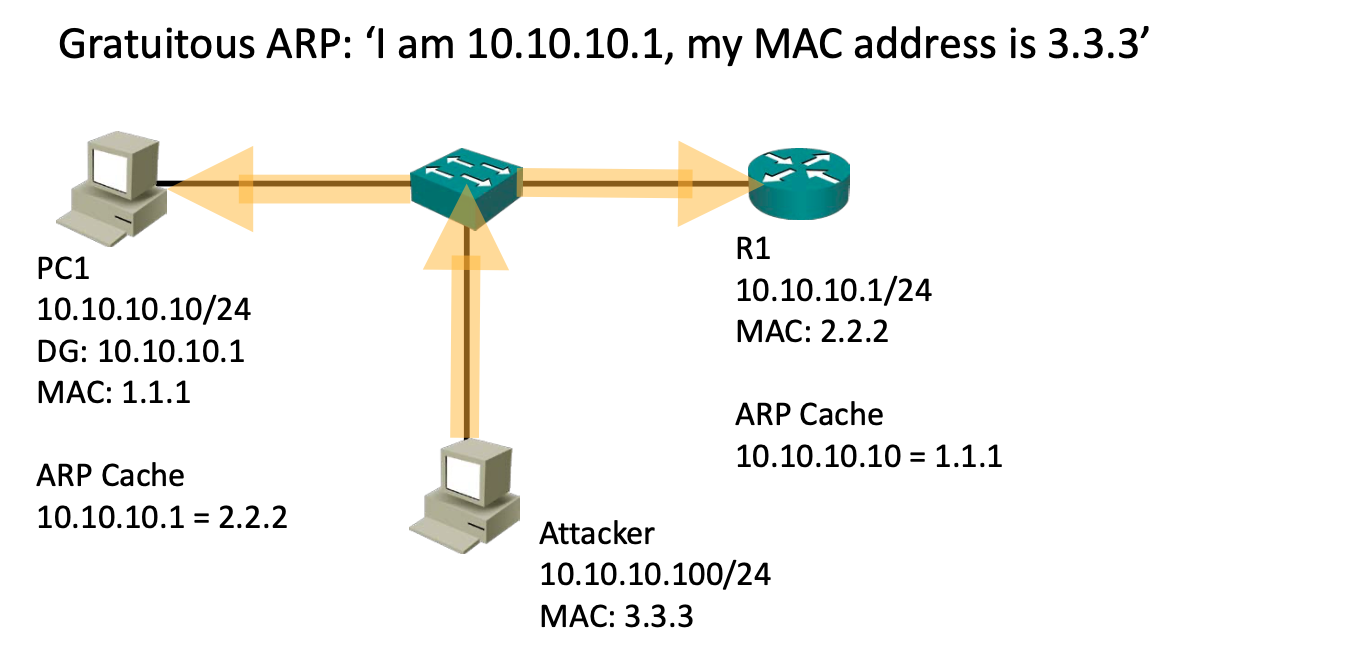 Gratuitous ARP: ‘I am 10.10.10.1, my MAC address is 3.3.3’
PC1
10.10.10.10/24
DG: 10.10.10.1
MAC: 1.1.1
ARP Cache
10.10.10.1 = 2.2.2
R1
10.10.10.1/24
MAC: 2.2.2
ARP Cache
10.10.10.10 = 1.1.1
Attacker
10.10.10.100/24
MAC: 3.3.3